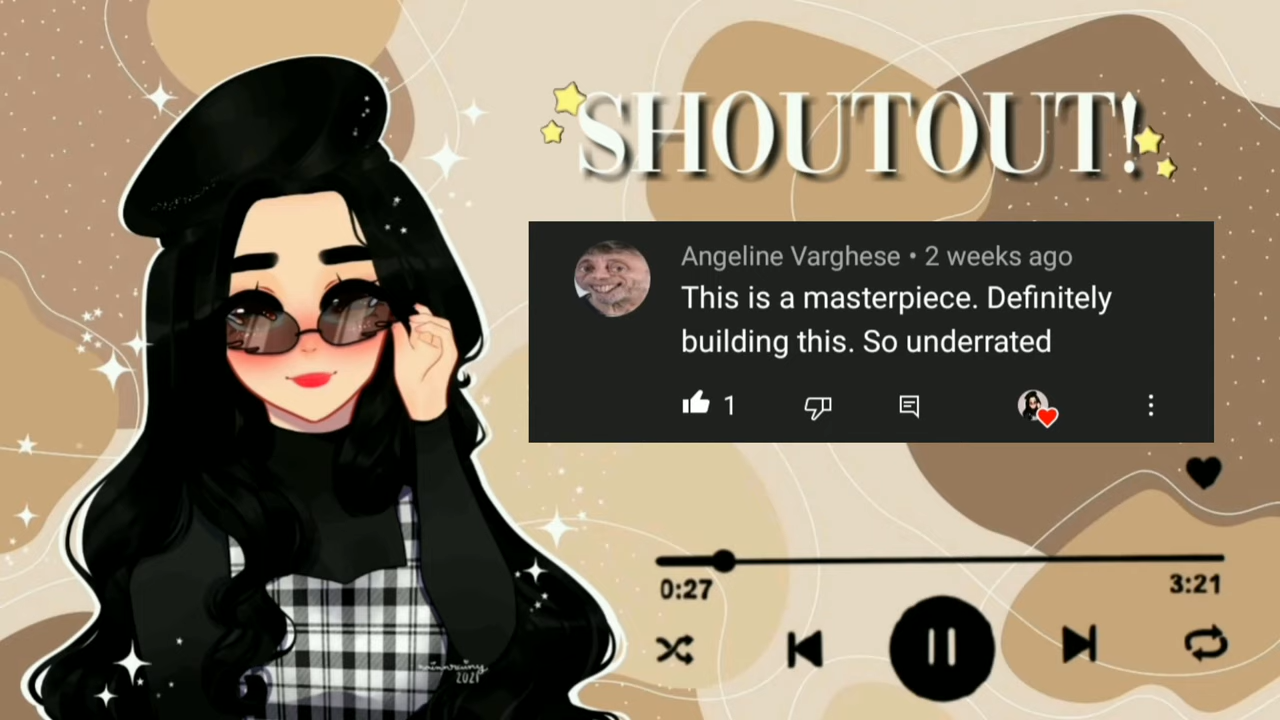 SHOUTOUT!
Angeline Varghese • 2 weeks ago
This is a masterpiece. Definitely
building this. So underrated
1
0:27
3:21
2021